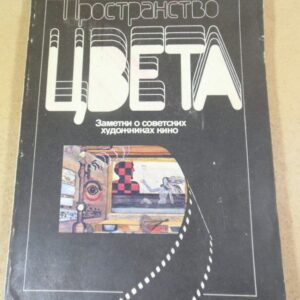 Пространство
ЦВЕТА
Заметки о советских
художниках кино